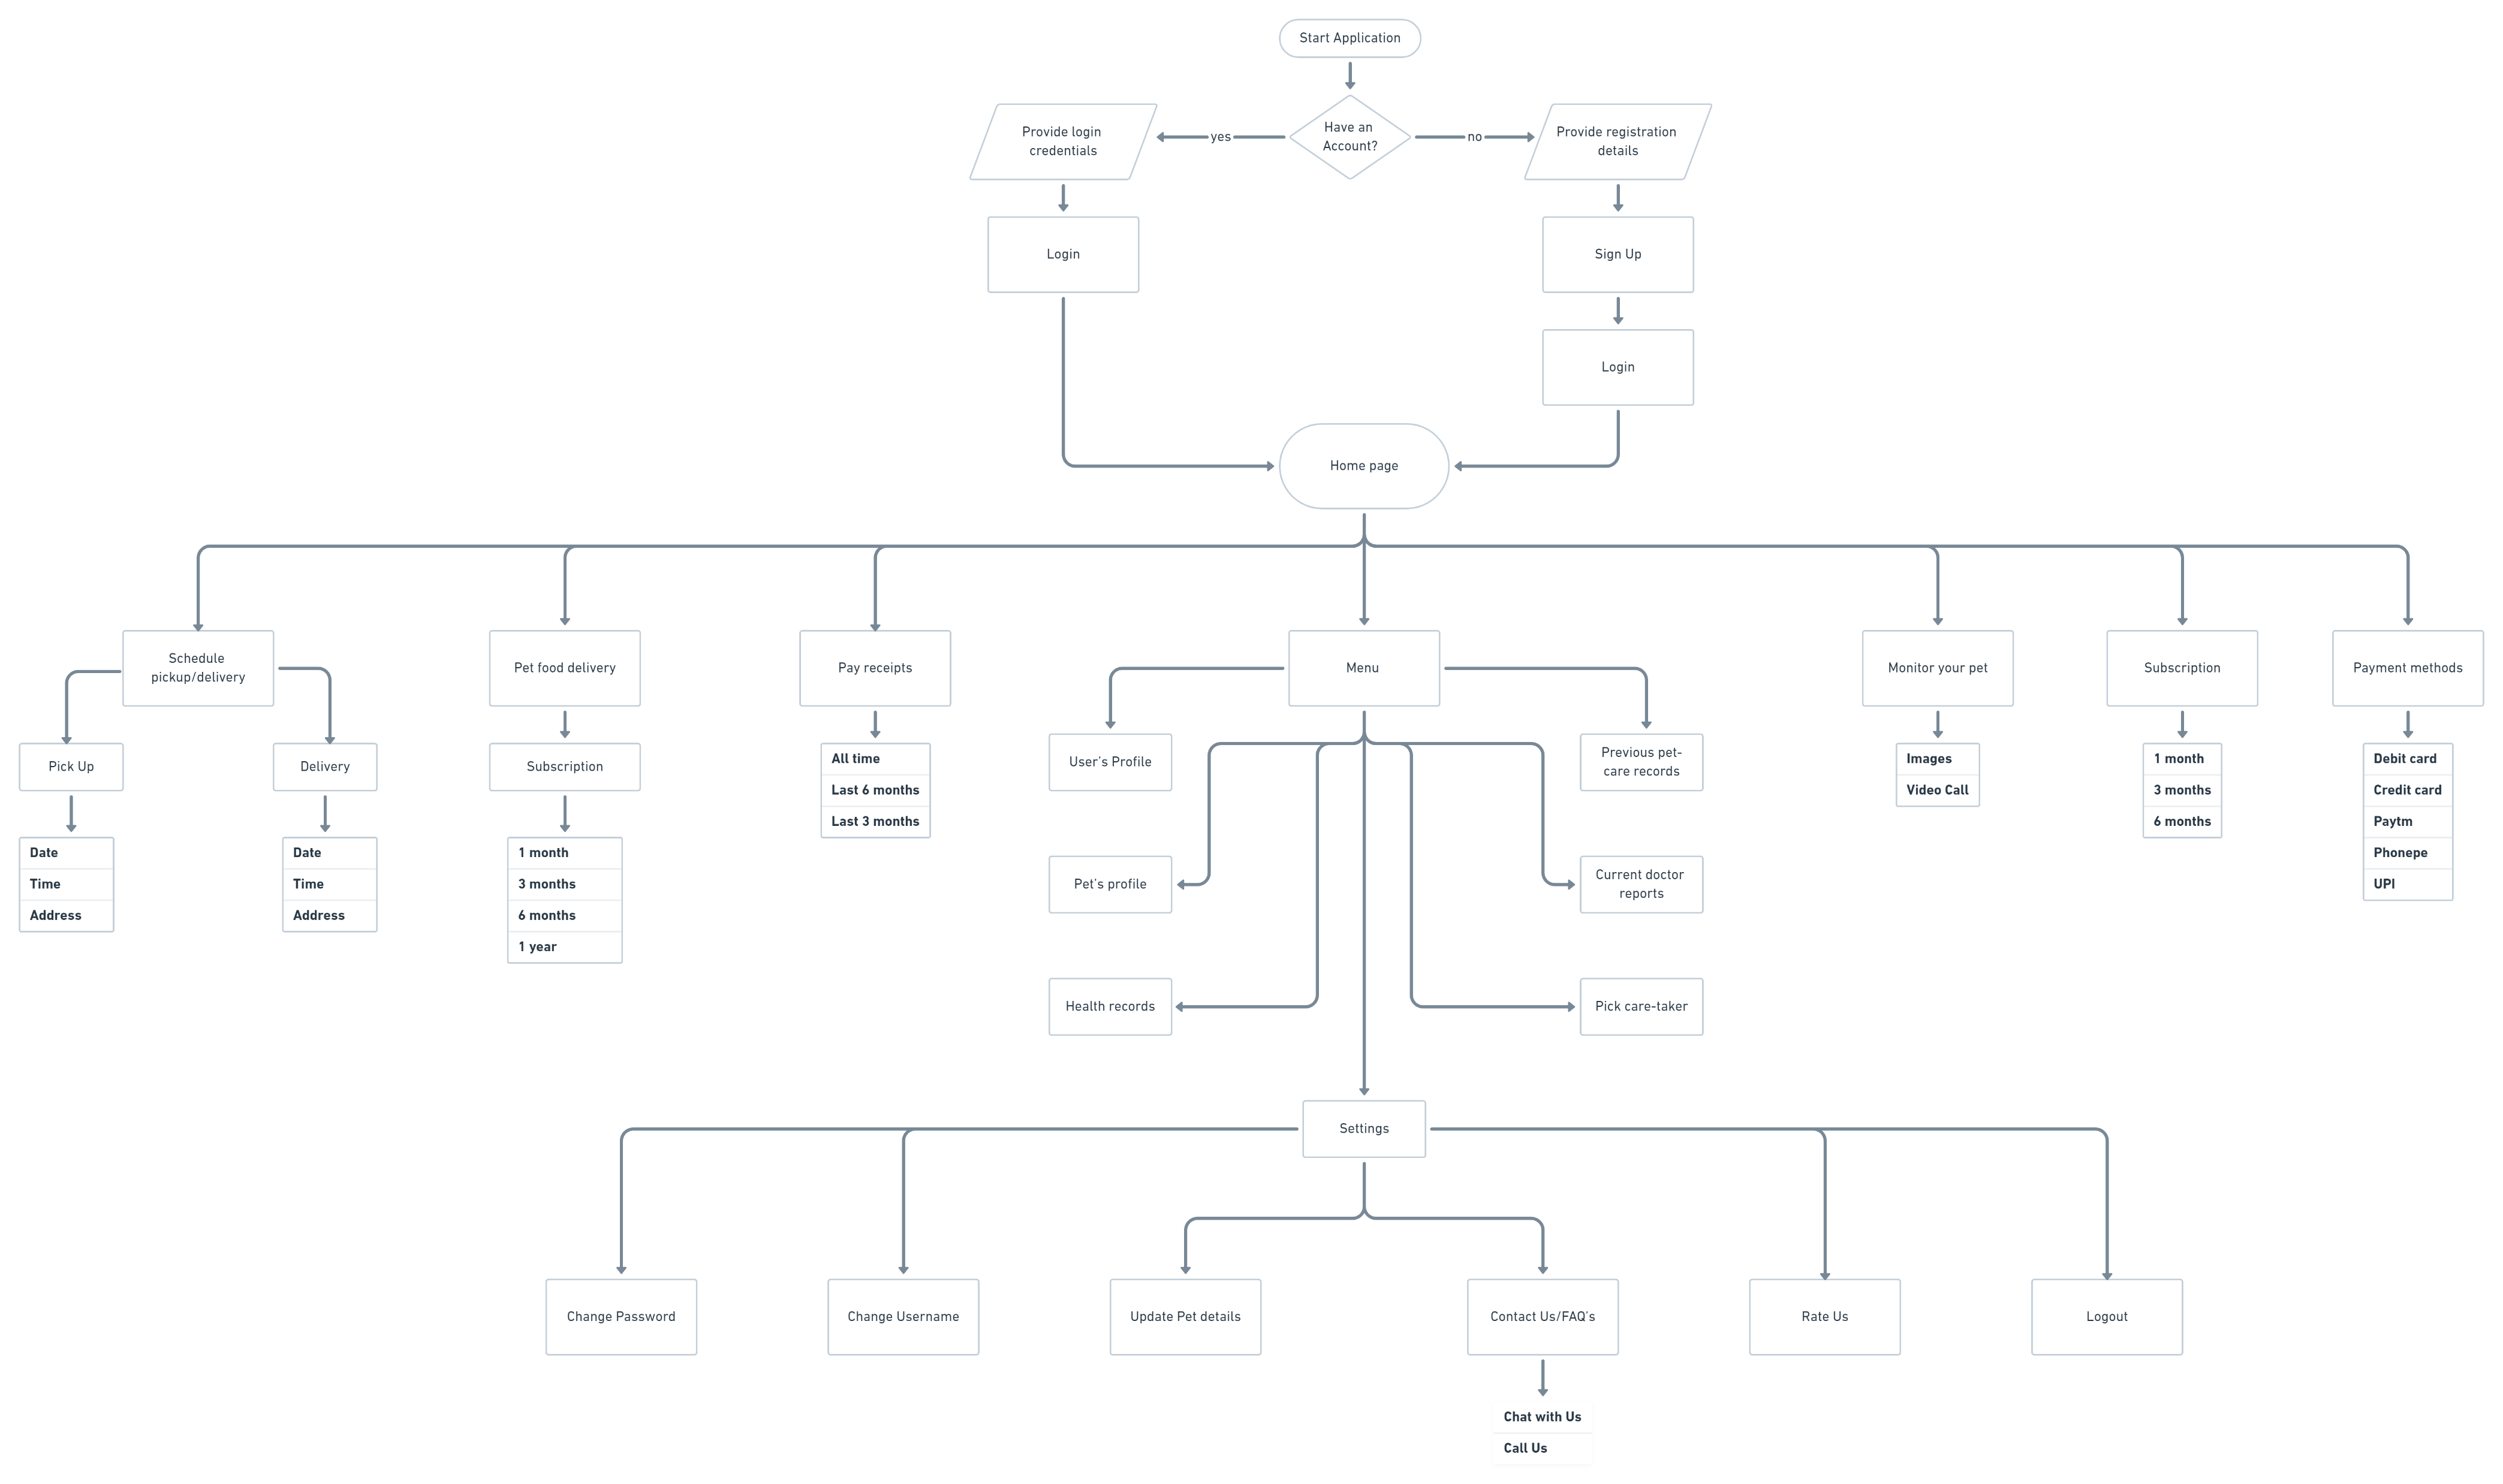 Start Application
Have an
Account?
yes
no
Provide login
credentials
Provide registration
details
Login
Sign Up
Login
Home page
Schedule
pickup/delivery
Pet food delivery
Pay receipts
Menu
Monitor your pet
Subscription
Payment methods
Pick Up
Delivery
Subscription
All time
Last 6 months
Last 3 months
User's Profile
Previous pet-
care records
Images
Video Call
1 month
3 months
6 months
Debit card
Credit card
Paytm
Phonepe
UPI
Date
Time
Address
Date
Time
Address
1 month
3 months
6 months
1 year
Pet's profile
Current doctor
reports
Health records
Pick care-taker
Settings
Change Password
Change Username
Update Pet details
Contact Us/FAQ's
Rate Us
Logout
Chat with Us
Call Us